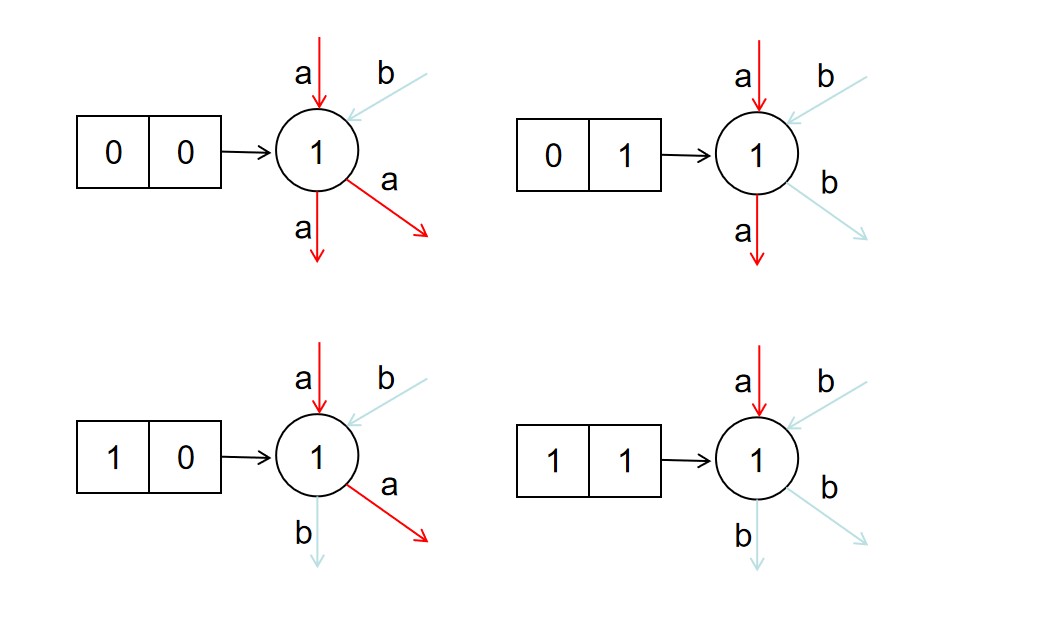 a b a b
0 0 1 0 1 1
a b
a a
a b a b
1 0 1 1 1 1
a b
b b